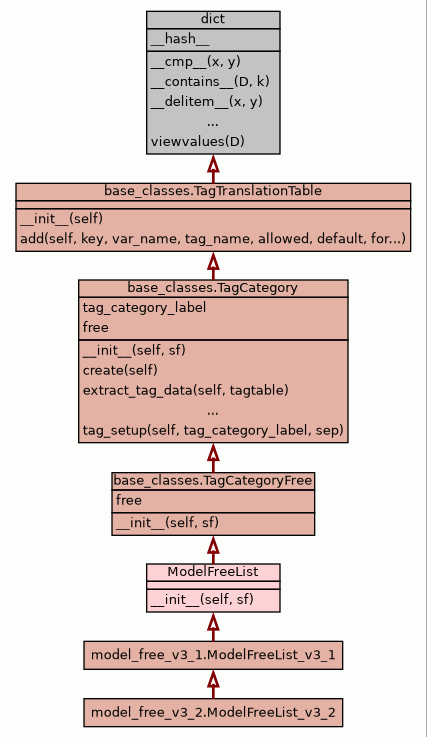 dict
__hash__
__cmp__(x, y)
__contains__(D, k)
__delitem__(x, y)
...
viewvalues(D)
base_classes.TagTranslationTable
__init__(self)
add(self, key, var_name, tag_name, allowed, default, for...)
base_classes.TagCategory
tag_category_label
free
__init__(self, sf)
create(self)
extract_tag_data(self, tagtable)
...
tag_setup(self, tag_category_label, sep)
base_classes.TagCategoryFree
free
__init__(self, sf)
ModelFreeList
__init__(self, sf)
model_free_v3_1.ModelFreeList_v3_1
model_free_v3_2.ModelFreeList_v3_2